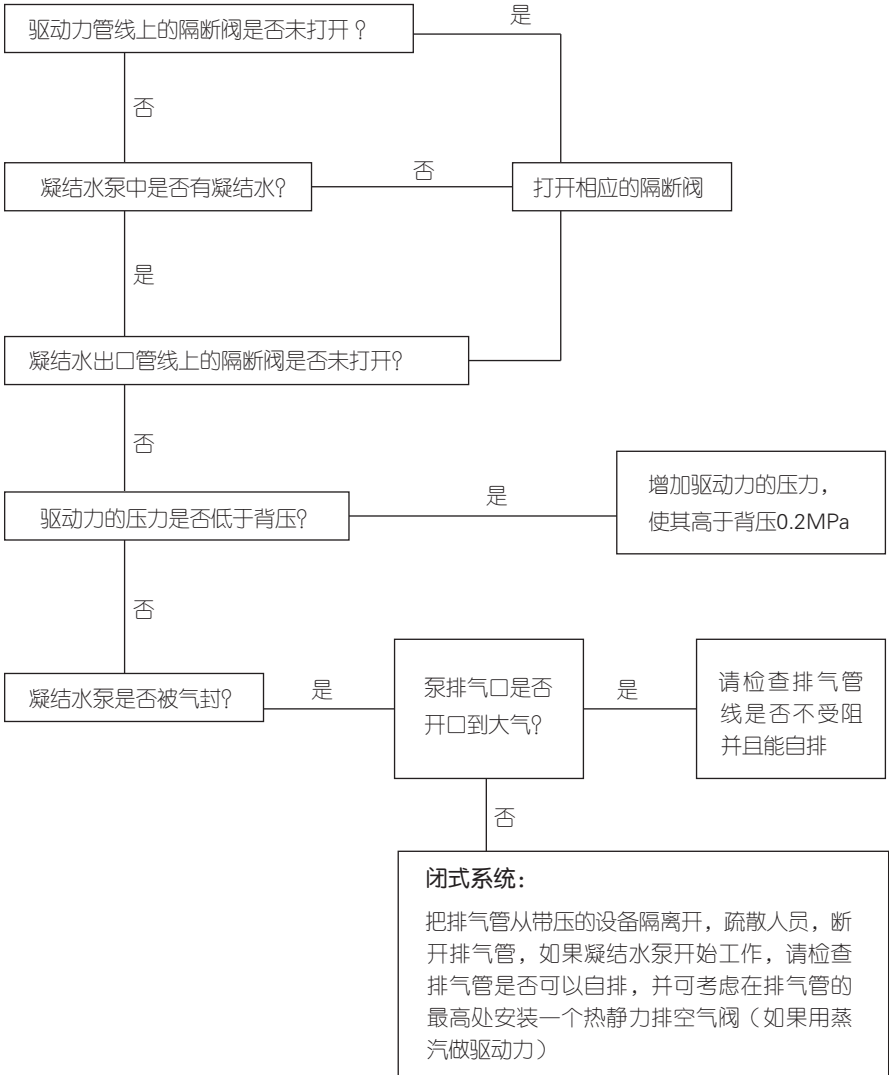 驱动力管线上的隔断阀是否未打开？
是
否
凝结水泵中是否有凝结水?
否
打开相应的隔断阀
是
凝结水出口管线上的隔断阀是否未打开?
否
驱动力的压力是否低于背压?
是
增加驱动力的压力，
使其高于背压0.2MPa
否
凝结水泵是否被气封?
是
泵排气口是否
开口到大气?
是
请检查排气管
线是否不受阻
并且能自排
否
闭式系统：
把排气管从带压的设备隔离开，疏散人员，断
开排气管，如果凝结水泵开始工作，请检查
排气管是否可以自排，并可考虑在排气管的
最高处安装一个热静力排空气阀（如果用蒸
汽做驱动力）